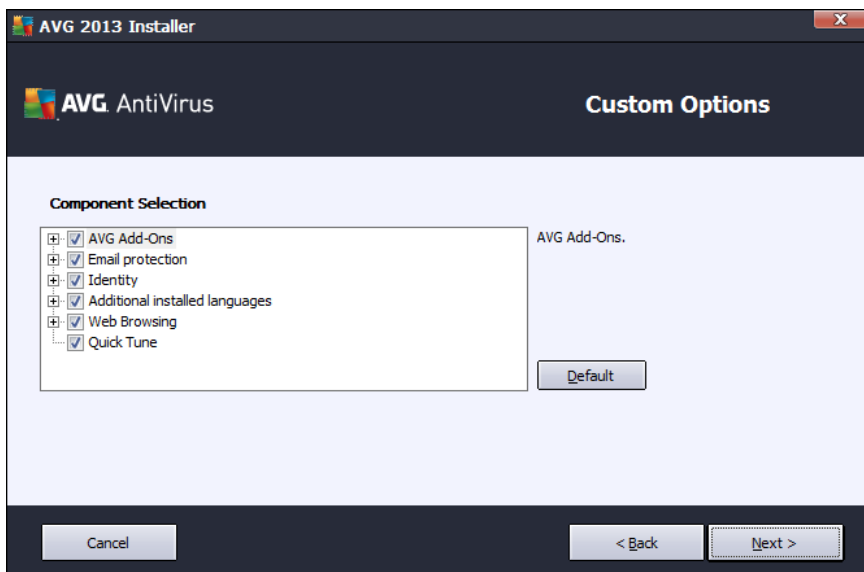 AVG 2013 Installer
X
AVG. AntiVirus
Custom Options
Component Selection
AVG Add-Ons
AVG Add-Ons.
Email protection
Identity
Additional installed languages
Web Browsing
Quick Tune
Default
Cancel
< Back
Next >